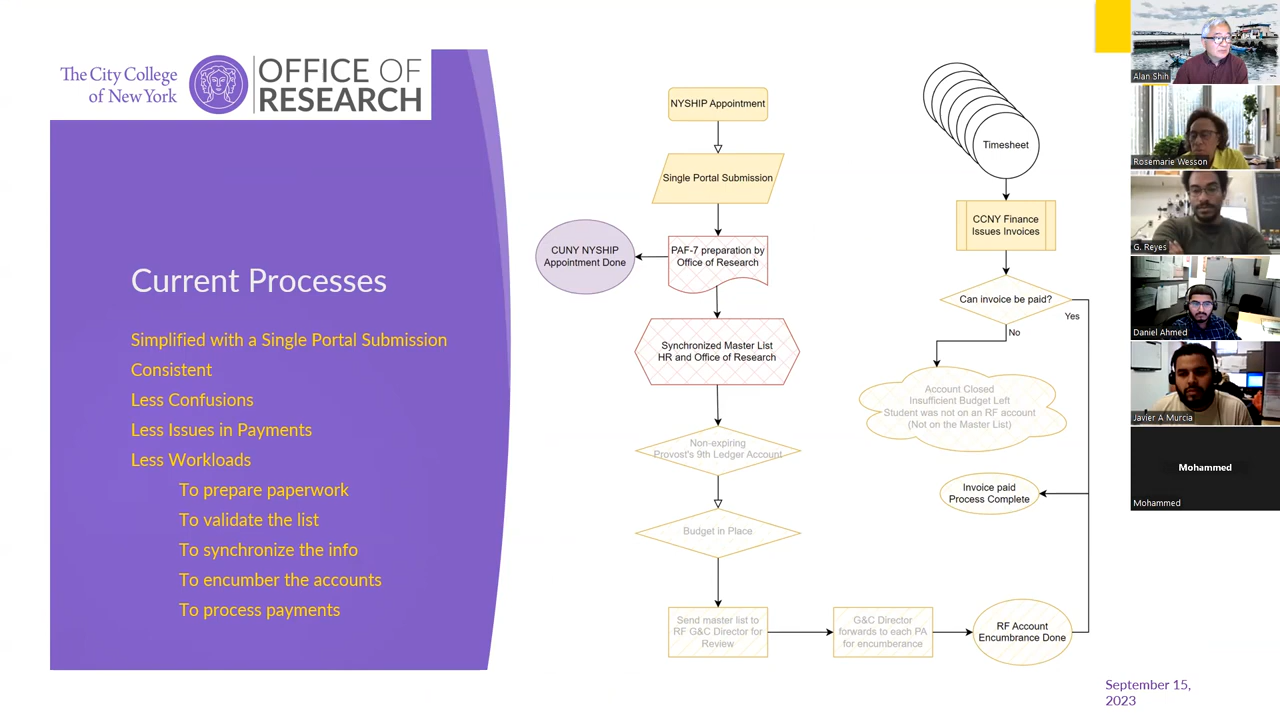 The City College
of New York
OFFICE OF
RESEARCH
Current Processes
Simplified with a Single Portal Submission
Consistent
Less Confusions
Less Issues in Payments
Less Workloads
To prepare paperwork
To validate the list
To synchronize the info
To encumber the accounts
To process payments
NYSHIP Appointment
Single Portal Submission
CUNY NYSHIP
Appointment Done
PAF-7 preparation by
Office of Research
Synchronized Master List
HR and Office of Research
Non-expiring
Provost's 9th Ledger Account
Budget in Place
Send master list to
RF G&C Director for
Review
G&C Director
forwards to each PA
for encumberance
RF Account
Encumbrance Done
Timesheet
CCNY Finance
Issues Invoices
Can invoice be paid?
Yes
No
Account Closed
Insufficient Budget Left
Student was not on an RF account
(Not on the Master List)
Invoice paid
Process Complete
September 15,
2023
Alan Shih
Rosemarie Wesson
G. Reyes
Daniel Ahmed
Javier A Murcia
Mohammed
Mohammed